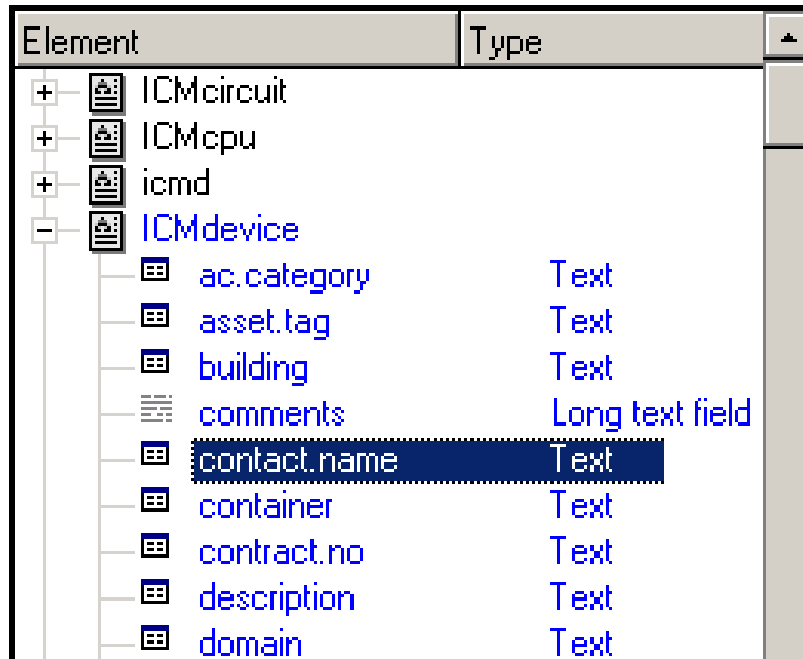 Element Type
ICMcircuit
ICMcpu
icmd
ICMdevice
ac.category Text
asset.tag Text
building Text
comments Long text field
contact.name Text
container Text
contract.no Text
description Text
domain Text